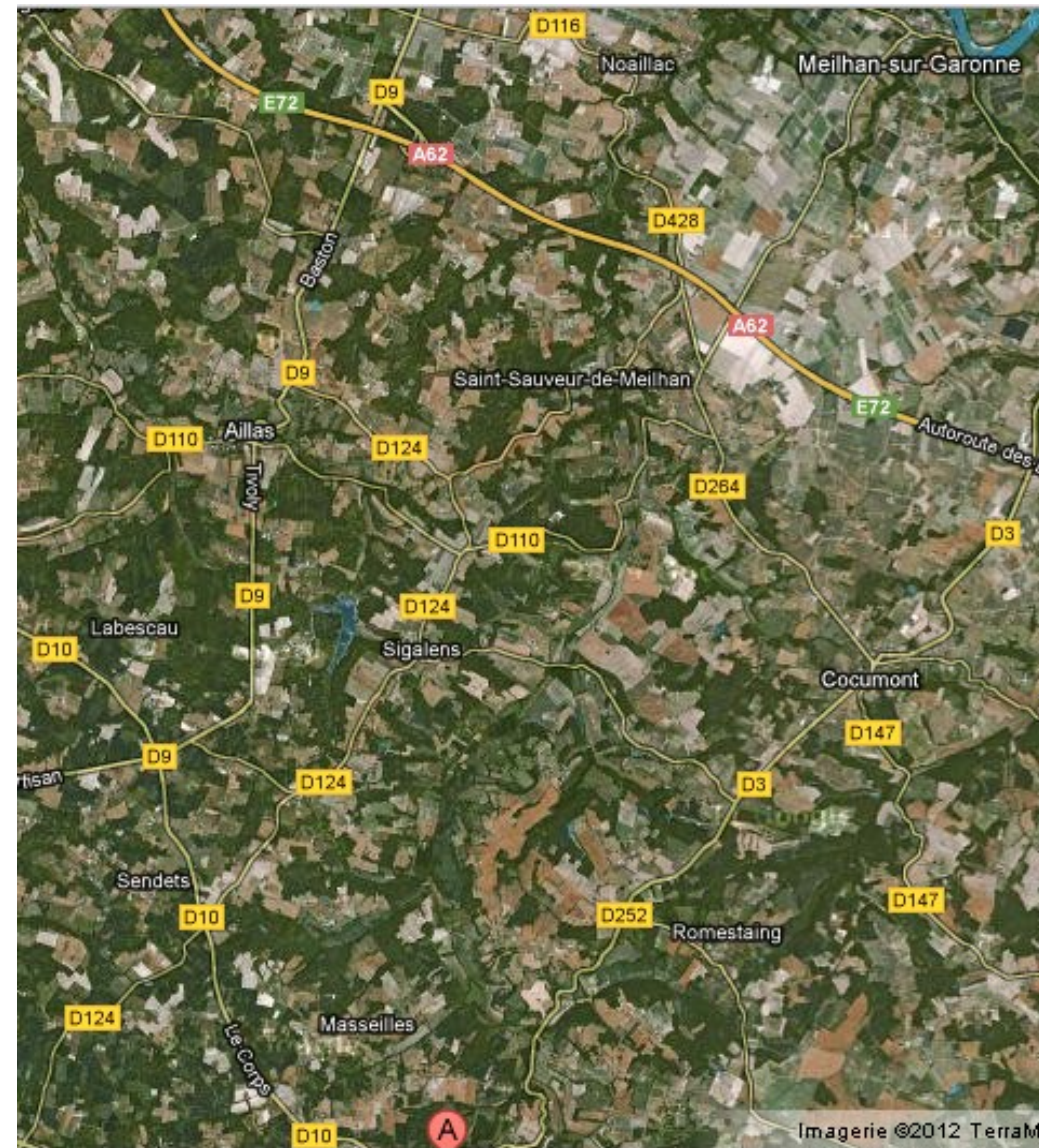 D116
Noaillac
Meilhan-sur-Garonne
D9
E72
A62
D428
Baston
A62
D9
Saint-Sauveur-de-Meilhan
E72
Autoroute des
D110
Aillas
D124
Tivoly
D264
D110
D3
D9
D124
Labescau
D10
Sigalens
Cocumont
D147
D9
tisan
D124
D3
Google
Sendets
D10
D252
D147
Romestaing
D124
Masseilles
Le Corps
D10
A
Imagerie ©2012 TerraM